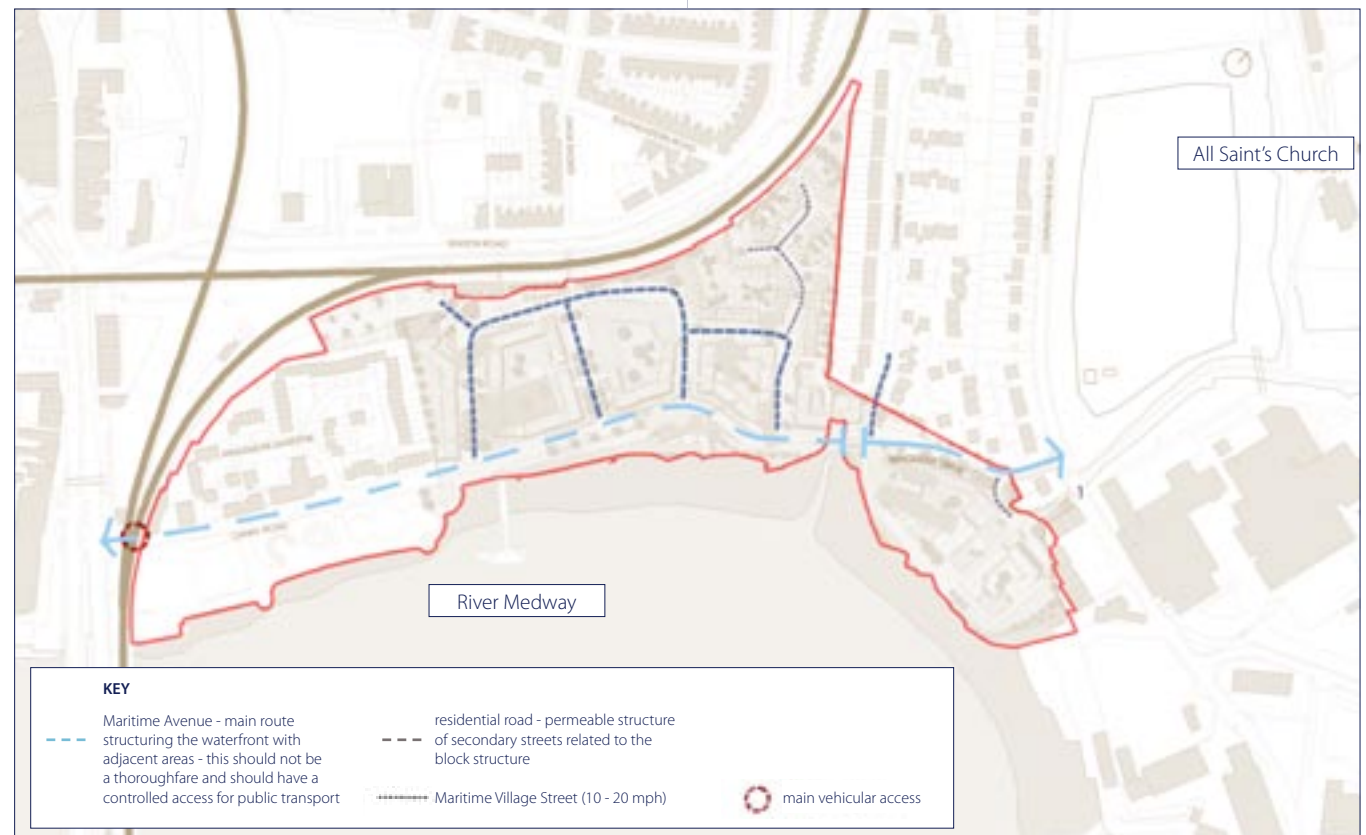 All Saint's Church
River Medway
KEY
Maritime Avenue - main route
structuring the waterfront with
adjacent areas - this should not be
a thoroughfare and should have a
controlled access for public transport
residential road - permeable structure
of secondary streets related to the
block structure
Maritime Village Street (10 - 20 mph)
main vehicular access